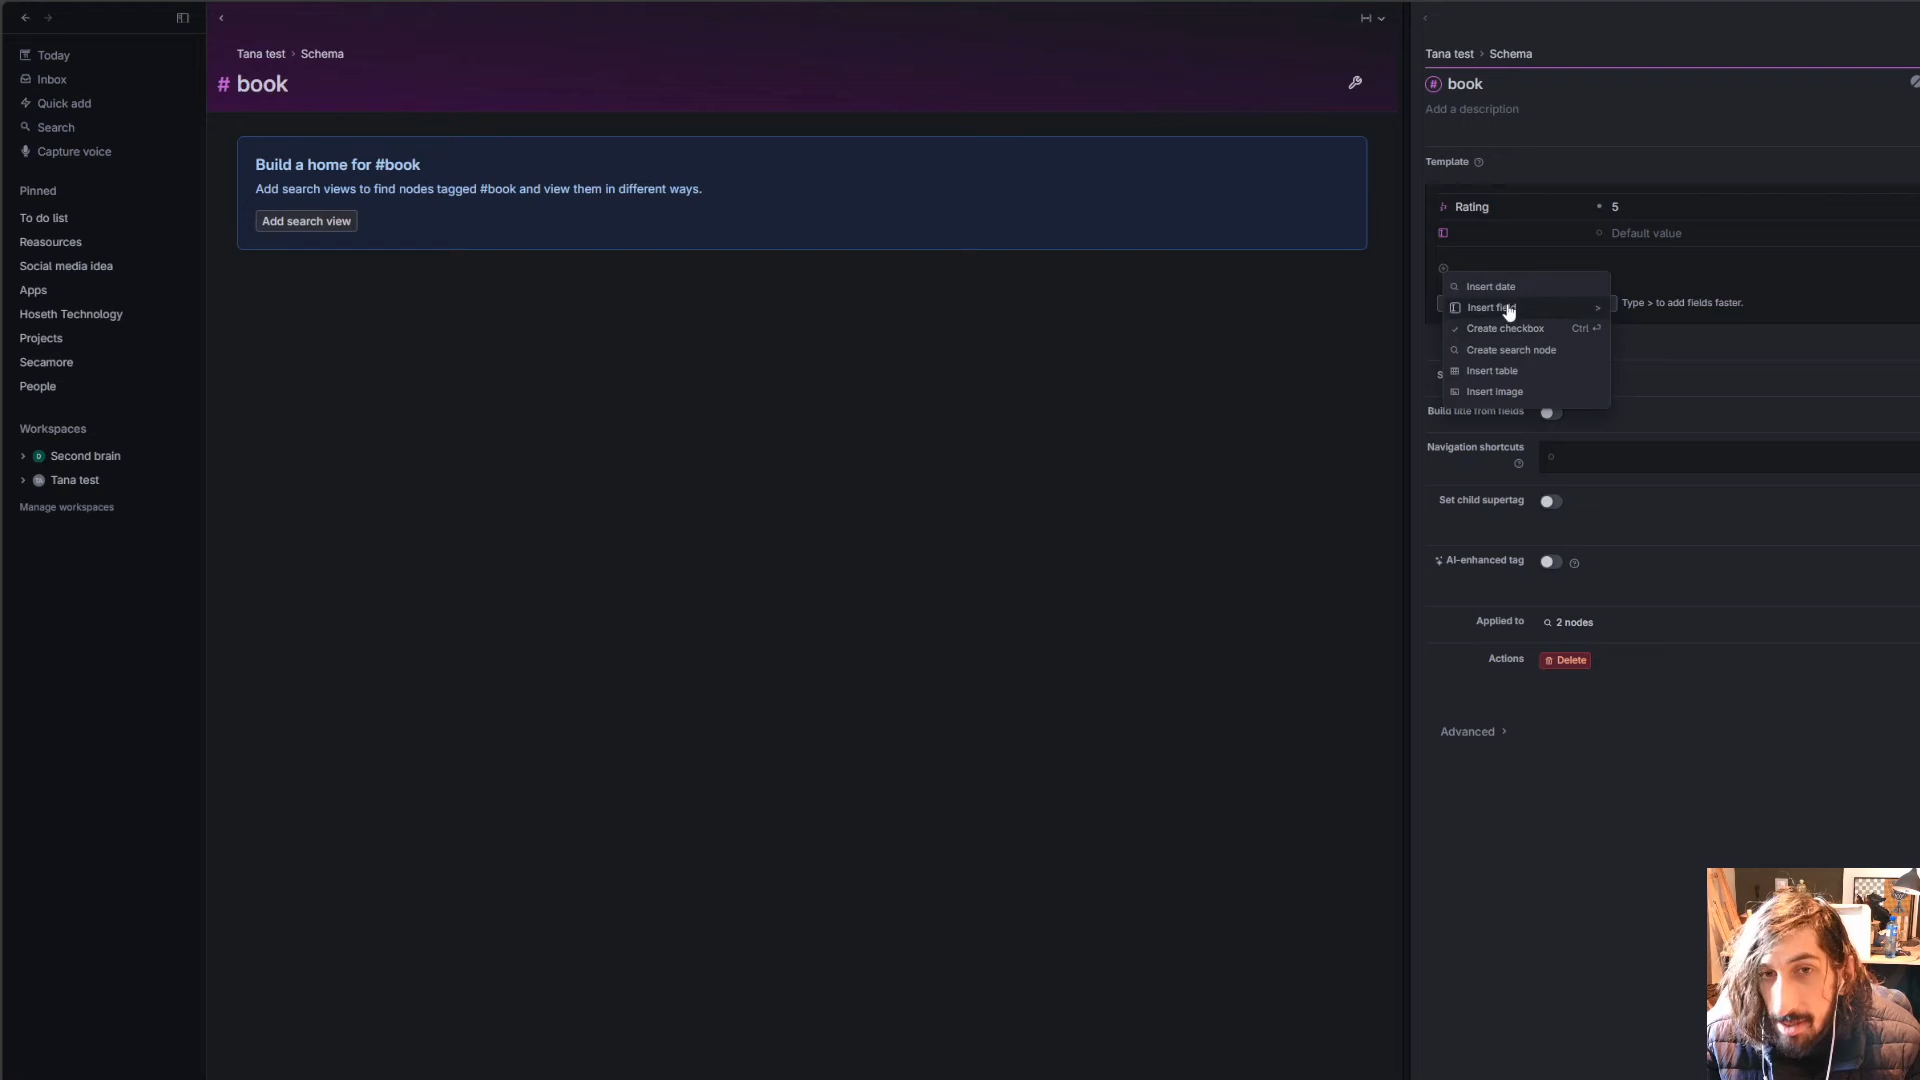 Today
Inbox
Quick add
Search
Capture voice
Pinned
To do list
Reasources
Social media idea
Apps
Hoseth Technology
Projects
Secamore
People
Workspaces
Second brain
Tana test
Manage workspaces
Tana test › Schema
# book
Build a home for #book
Add search views to find nodes tagged #book and view them in different ways.
Add search view
Tana test › Schema
# book
Add a description
Template
Rating 5
Default value
Insert date
Insert >
Type > to add fields faster.
Create checkbox Ctrl
Create search node
Insert table
Insert image
Build title from fields
Navigation shortcuts
Set child supertag
AI-enhanced tag
Applied to 2 nodes
Actions Delete
Advanced >